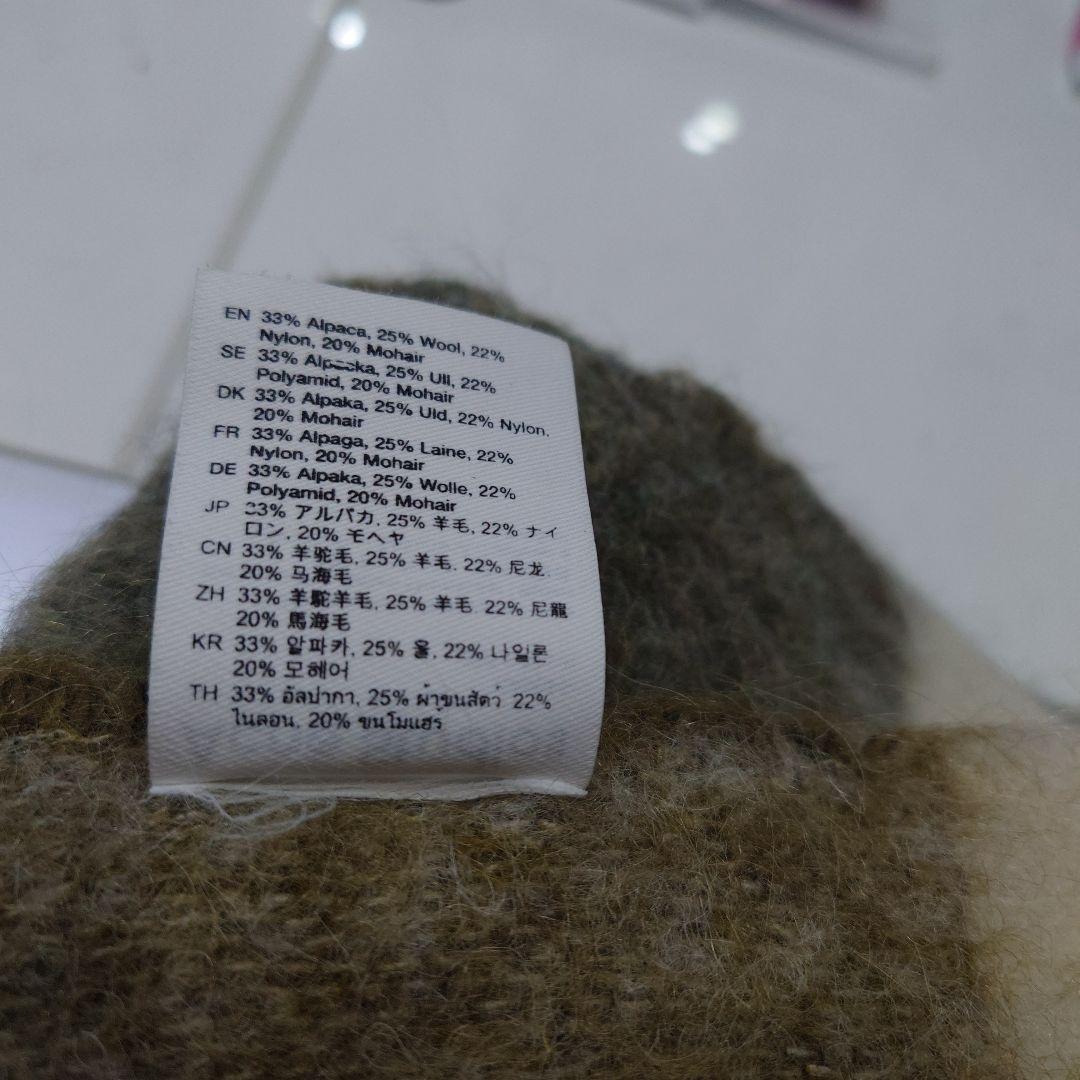 EN 33% Alpaca, 25% Wool, 22%
Nylon, 20% Mohair
SE 33% Alpacka, 25% Ull, 22%
Polyamid, 20% Mohair
DK 33% Alpaka, 25% Uld, 22% Nylon,
20% Mohair
FR 33% Alpaga, 25% Laine, 22%
Nylon, 20% Mohair
DE 33% Alpaka, 25% Wolle, 22%
Polyamid, 20% Mohair
JP 33% アルパカ, 25% 羊毛, 22% ナイ
ロン, 20% モヘヤ
CN 33% 羊驼毛, 25% 羊毛, 22% 尼龙,
20% 马海毛
ZH 33% 羊駝羊毛, 25% 羊毛, 22% 尼龍
20% 馬海毛
KR 33% 알파카, 25% 울, 22% 나일론
20% 모헤어
TH 33% อัลปากา, 25% ผ้าขนสัตว์ 22%
ไนลอน, 20% ขนโมแฮร์